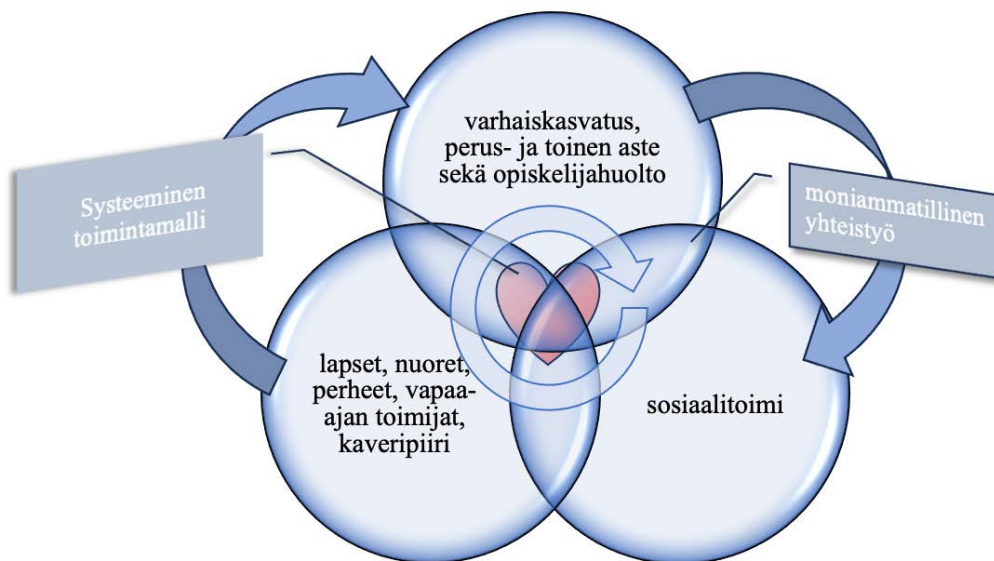 varhaiskasvatus,
perus- ja toinen aste
sekä opiskelijahuolto
Systeeminen
toimintamalli
moniammatillinen
yhteistyö
lapset, nuoret,
perheet, vapaa-
ajan toimijat,
kaveripiiri
sosiaalitoimi